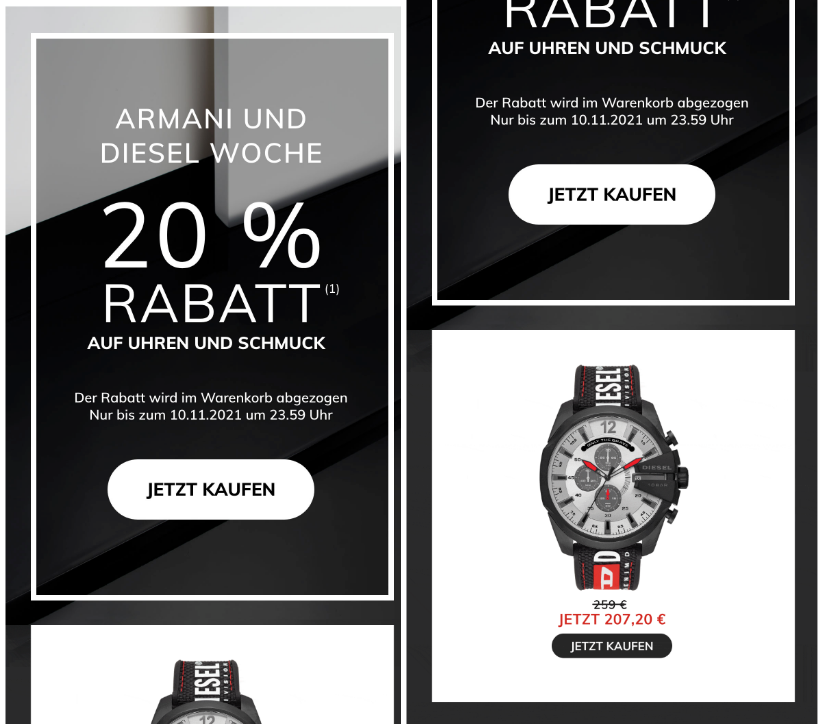 ARMANI UND
DIESEL WOCHE
20 %
RABATT (1)
AUF UHREN UND SCHMUCK
Der Rabatt wird im Warenkorb abgezogen
Nur bis zum 10.11.2021 um 23.59 Uhr
JETZT KAUFEN
IESEL
RABATT
AUF UHREN UND SCHMUCK
Der Rabatt wird im Warenkorb abgezogen
Nur bis zum 10.11.2021 um 23.59 Uhr
JETZT KAUFEN
IESEL
12
DIESEL
D
259 €
JETZT 207,20 €
JETZT KAUFEN